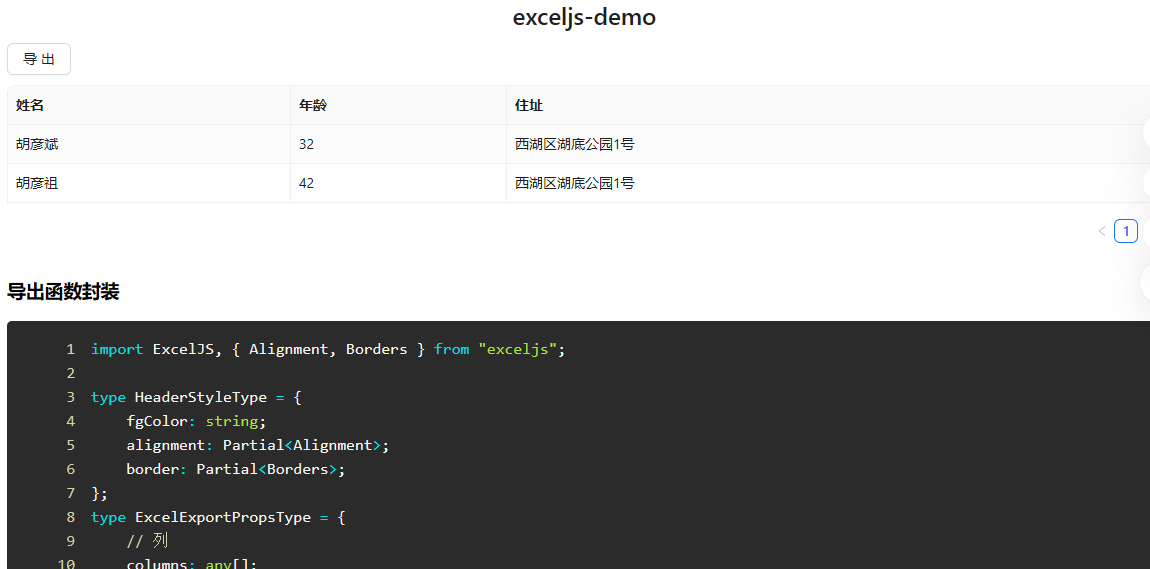 exceljs-demo
导 出
姓名 年龄 住址
胡彦斌 32 西湖区湖底公园1号
胡彦祖 42 西湖区湖底公园1号
< 1
导出函数封装
1 import ExcelJS, { Alignment, Borders } from "exceljs";
2
3 type HeaderStyleType = {
4     fgColor: string;
5     alignment: Partial<Alignment>;
6     border: Partial<Borders>;
7 };
8 type ExcelExportPropsType = {
9     // 列
10     columns: any[];